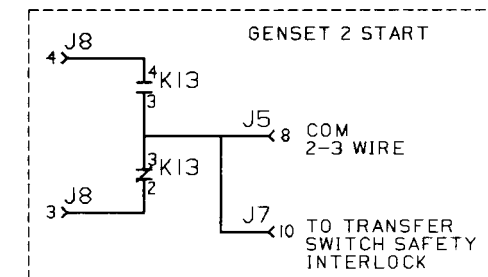 GENSET 2 START
J8
4
4
K13
3
J5
8 COM
2-3 WIRE
3
K13
2
J8
3
J7
10 TO TRANSFER
SWITCH SAFETY
INTERLOCK